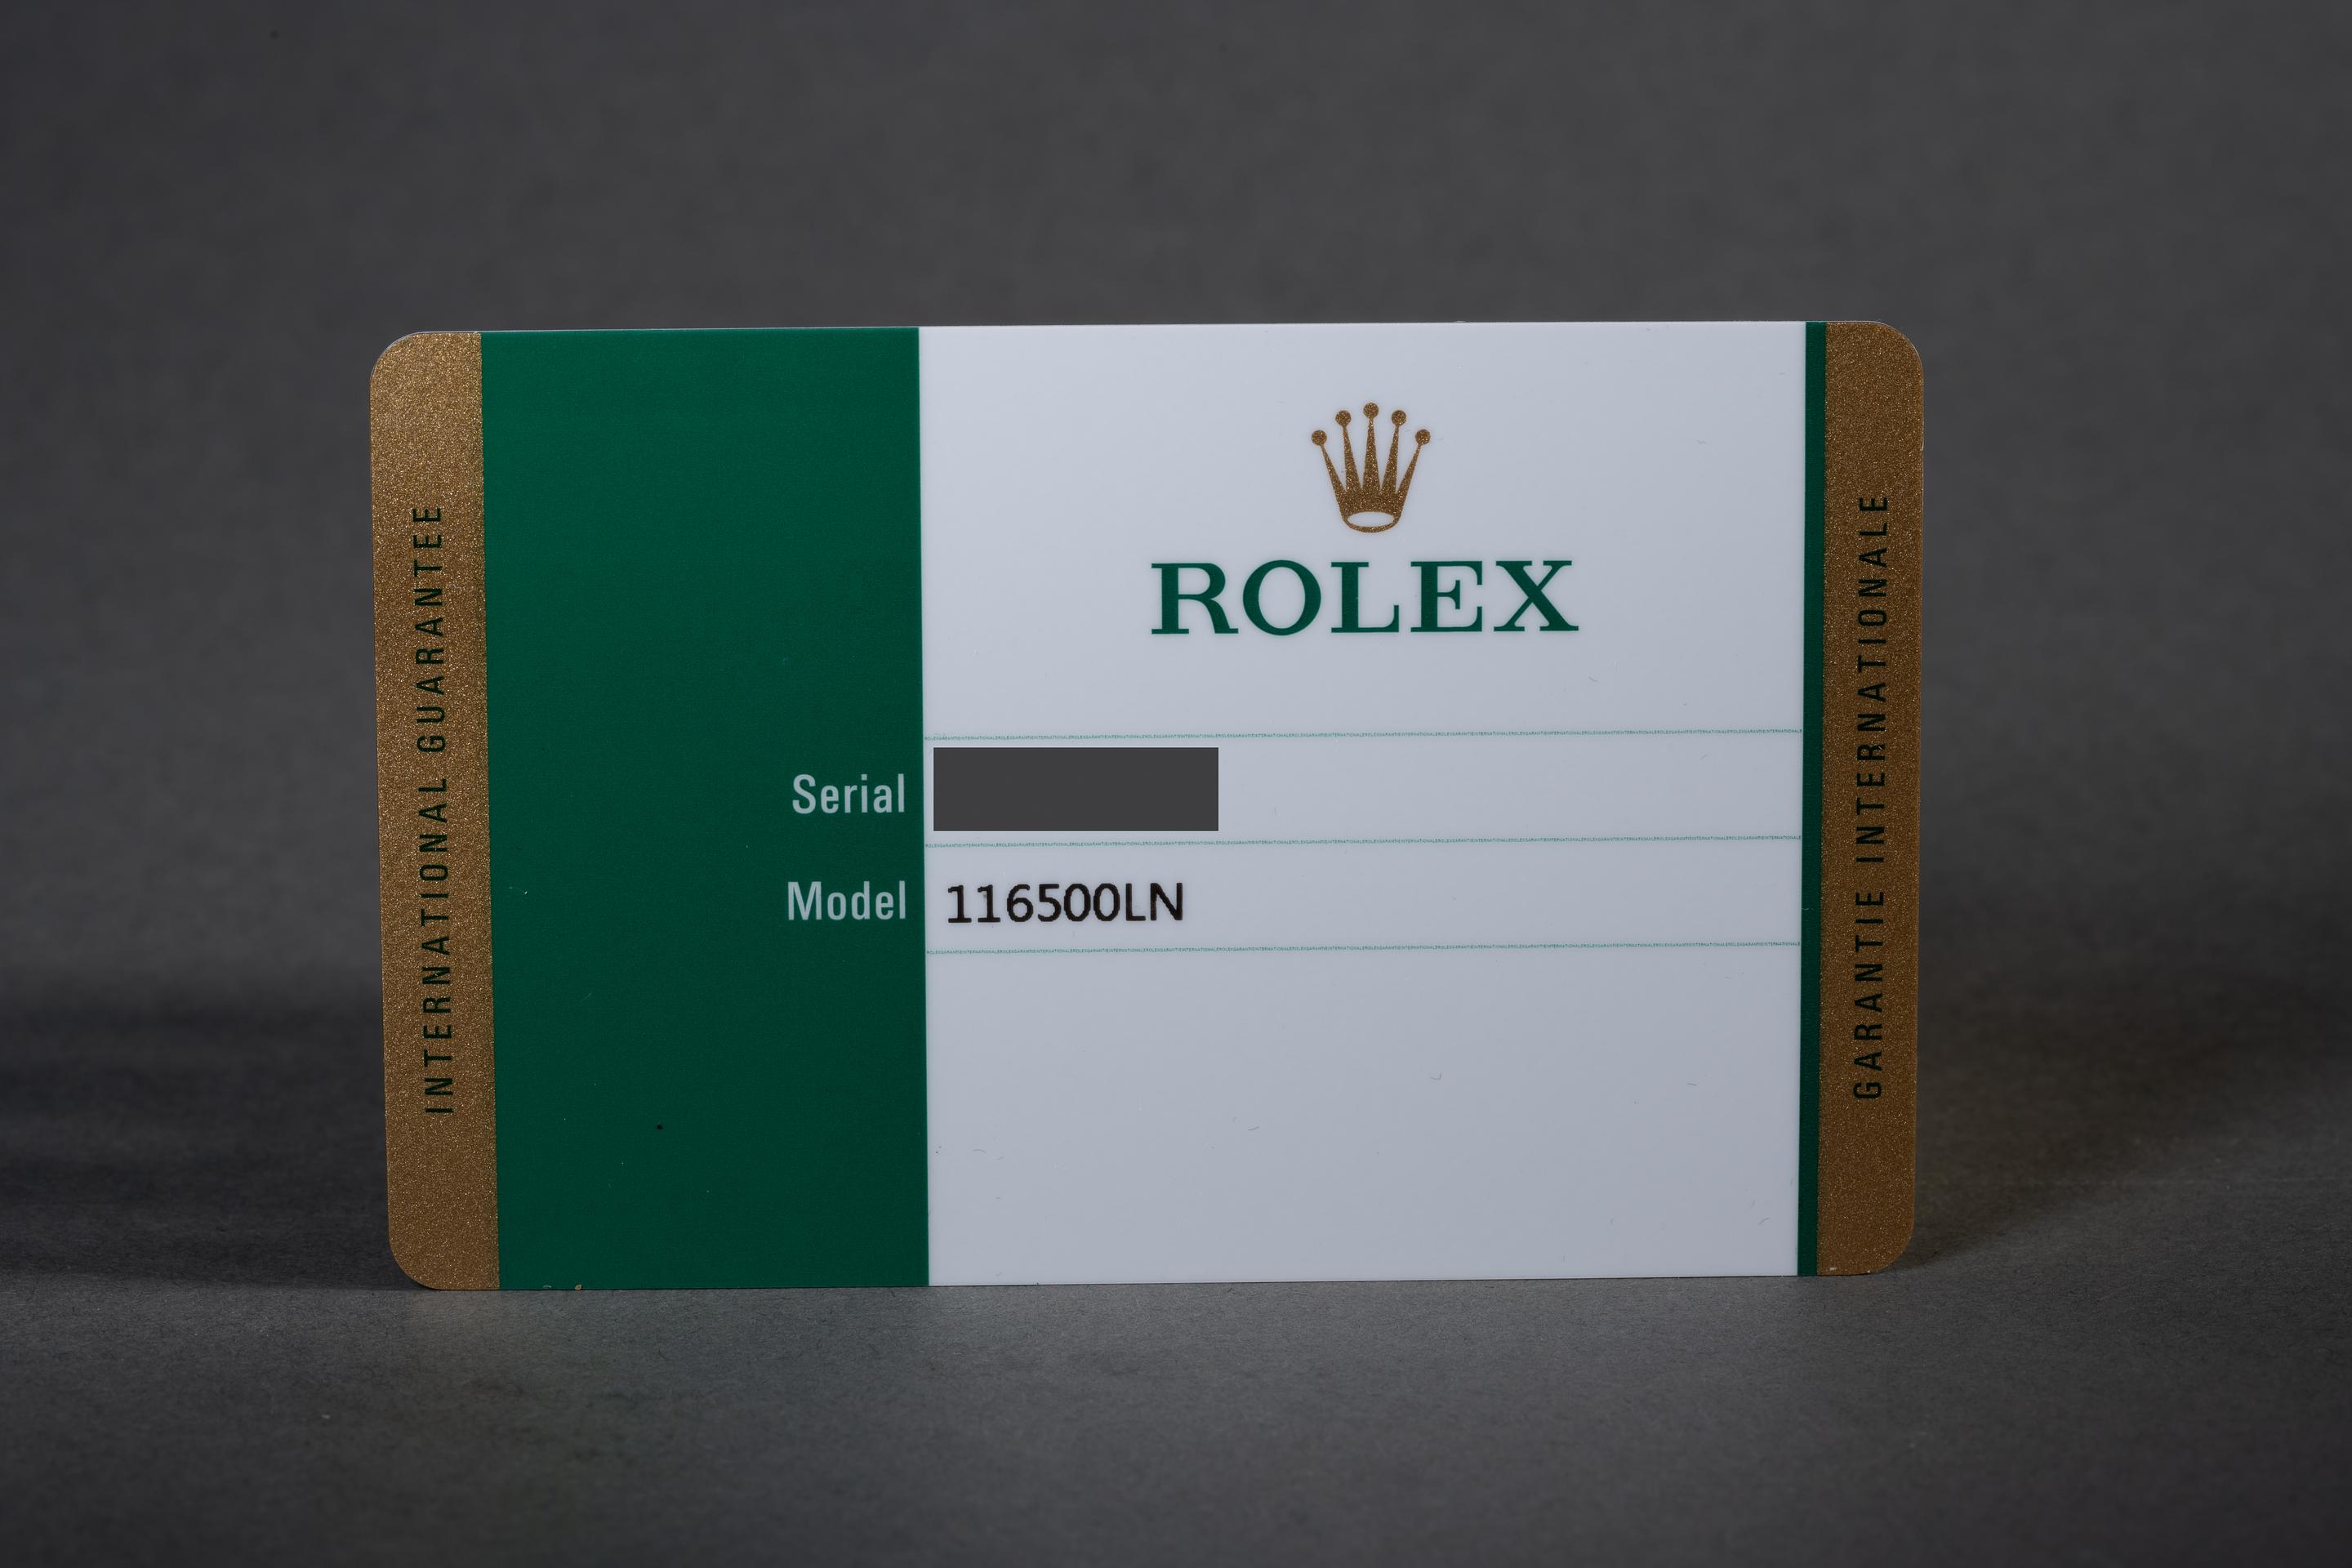 INTERNATIONAL GUARANTEE
ROLEX
Serial
Model 116500LN
GARANTIE INTERNATIONALE